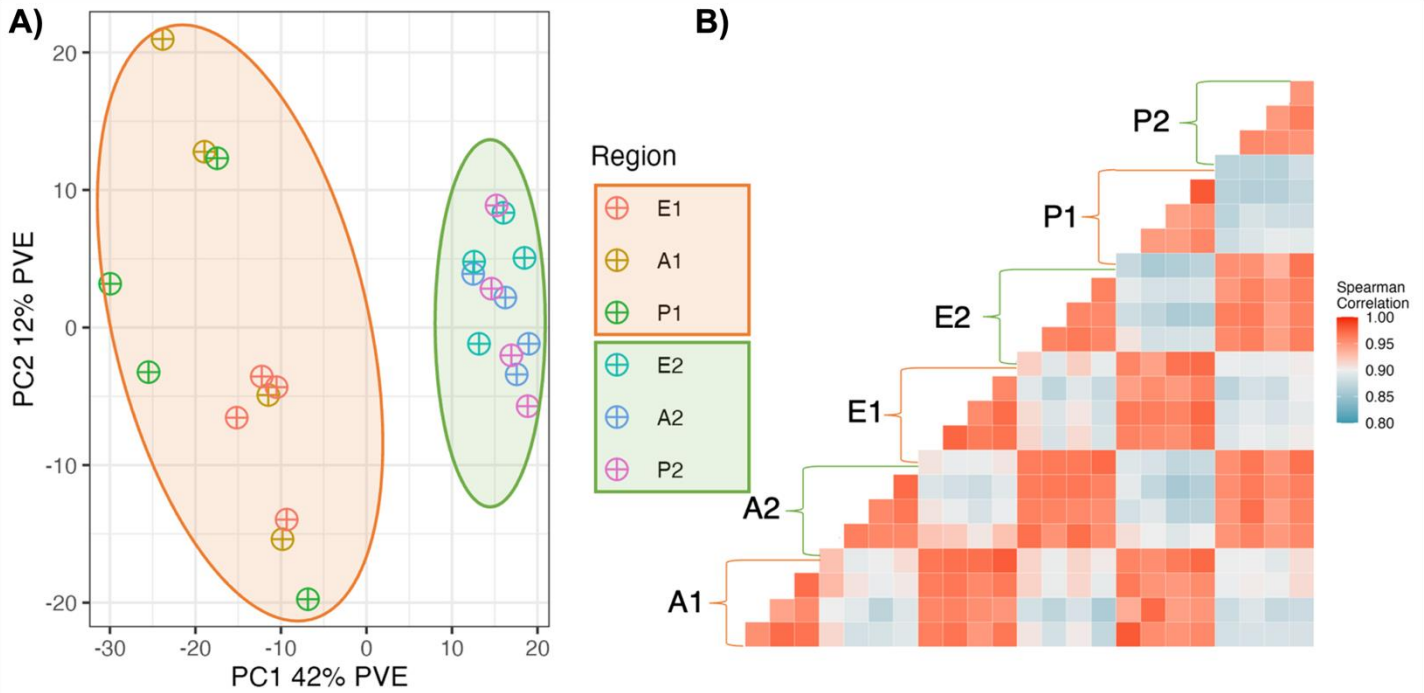 A)
20
10
0
-10
-20
PC2 12% PVE
-30
-20
-10
0
10
20
PC1 42% PVE
Region
E1
A1
P1
E2
A2
P2
B)
P2
P1
E2
E1
A2
A1
Spearman
Correlation
1.00
0.95
0.90
0.85
0.80